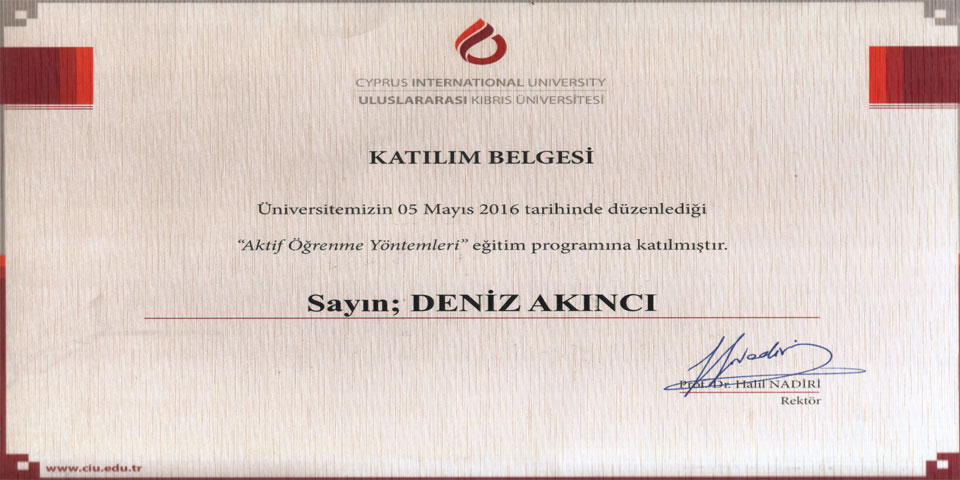 CYPRUS INTERNATIONAL UNIVERSITY
ULUSLARARASI KIBRIS ÜNİVERSİTESİ
KATILIM BELGESİ
Üniversitemizin 05 Mayıs 2016 tarihinde düzenlediği
“Aktif Öğrenme Yöntemleri” eğitim programına katılmıştır.
Sayın; DENİZ AKINCI
Nadiri
Prof. Dr. Halil NADİRİ
Rektör
www.ciu.edu.tr